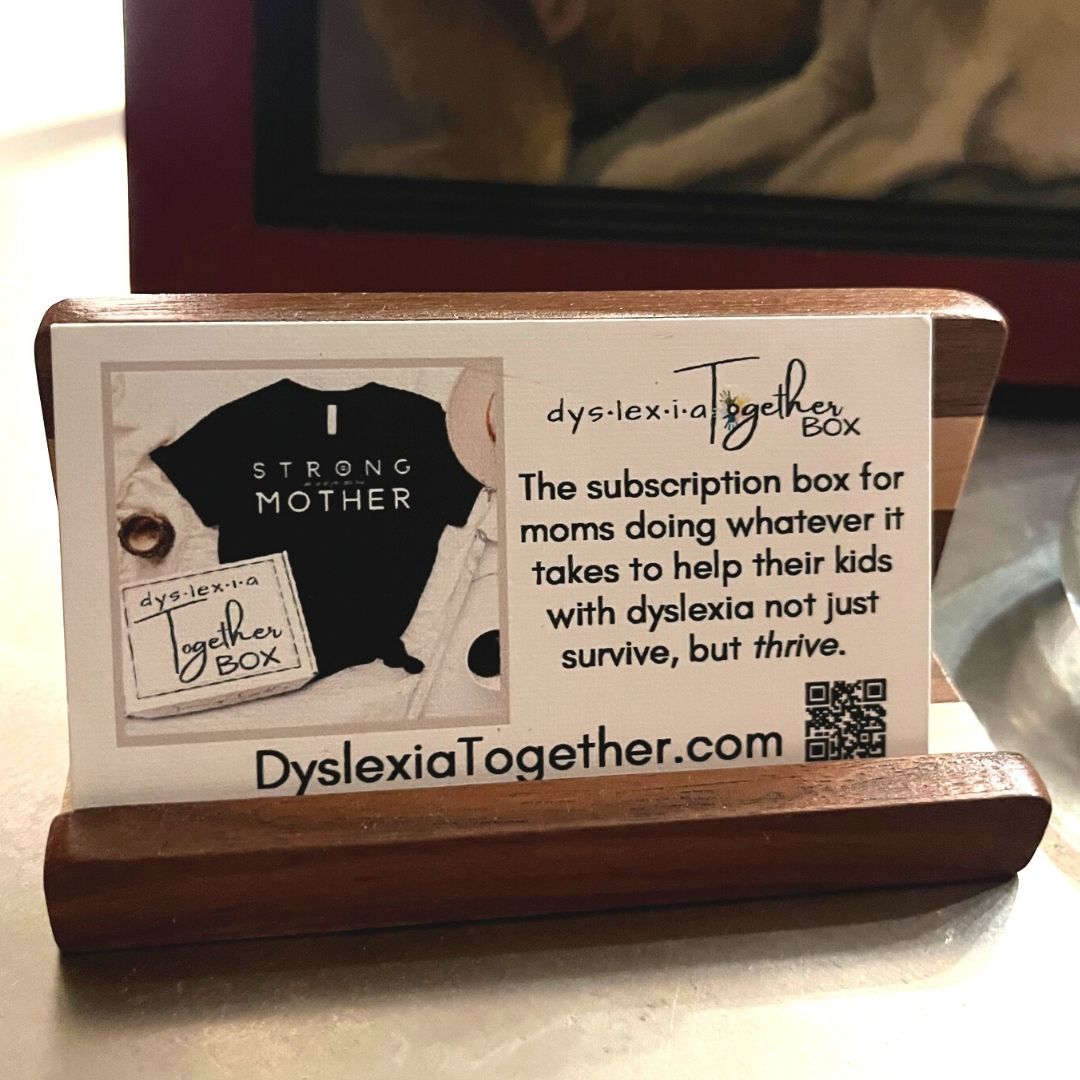 STRONG
MOTHER
dys·lex·i·a
Together
BOX
dys·lex·i·a Together
BOX
The subscription box for
moms doing whatever it
takes to help their kids
with dyslexia not just
survive, but thrive.
DyslexiaTogether.com